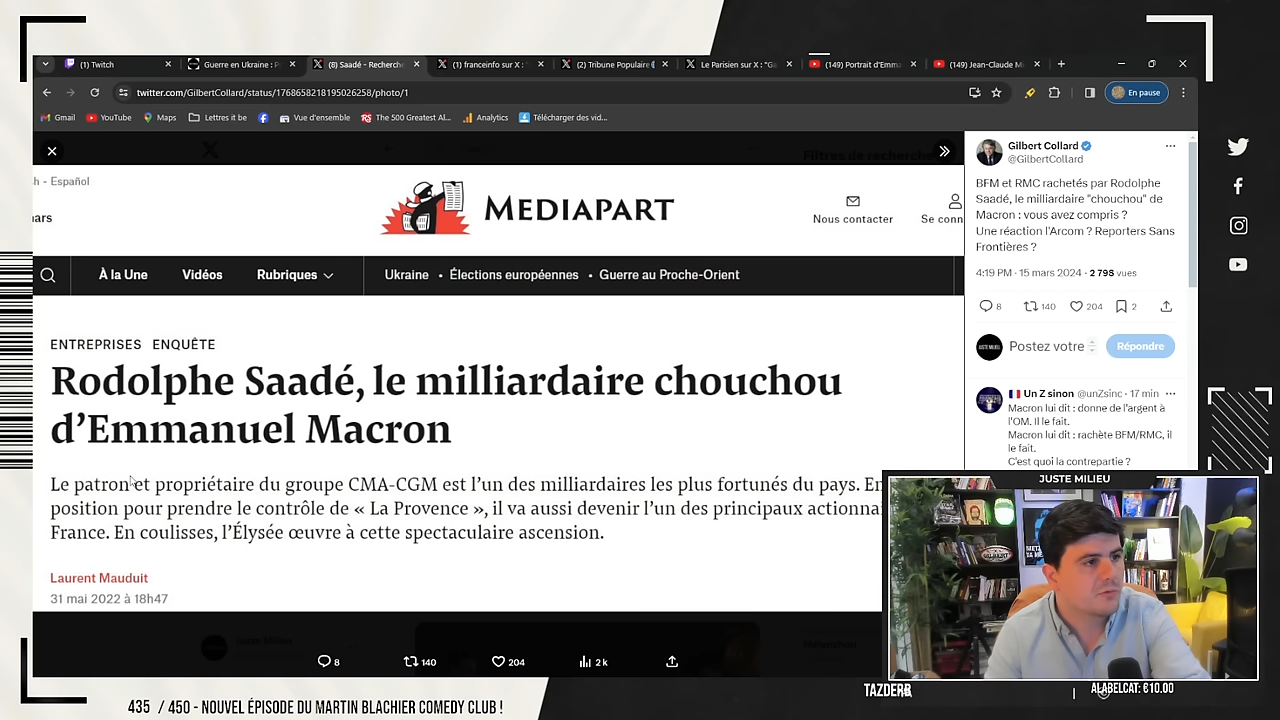 (1) Twitch
Guerre en Ukraine : P
(8) Saadé - Recherch
(1) franceinfo sur X :
(2) Tribune Populaire
Le Parisien sur X : "Ga
(149) Portrait d'Emma
(149) Jean-Claude M
twitter.com/GilbertCollard/status/1768658218195026258/photo/1
En pause
Gmail
YouTube
Maps
Lettres it be
Vue d'ensemble
The 500 Greatest Al...
Analytics
Télécharger des vid...
Filtres de recherche
h - Español
ars
MEDIAPART
Nous contacter
Se conn
À la Une
Vidéos
Rubriques
Ukraine • Élections européennes • Guerre au Proche-Orient
ENTREPRISES ENQUÊTE
Rodolphe Saadé, le milliardaire chouchou
d’Emmanuel Macron
Le patron et propriétaire du groupe CMA-CGM est l’un des milliardaires les plus fortunés du pays. En
position pour prendre le contrôle de « La Provence », il va aussi devenir l’un des principaux actionna
France. En coulisses, l’Élysée œuvre à cette spectaculaire ascension.
Laurent Mauduit
31 mai 2022 à 18h47
8
140
204
2 k
Gilbert Collard
@GilbertCollard
BFM et RMC rachetés par Rodolphe
Saadé, le milliardaire "chouchou" de
Macron : vous avez compris ?
Une réaction l'Arcom ? Reporters Sans
Frontières ?
4:19 PM · 15 mars 2024 · 2 798 vues
8
140
204
2
Postez votre
Répondre
Un Z sinon @unZsinc · 17 min
Macron lui dit : donne de l'argent à
l'OM. Il le fait.
Macron lui dit : rachète BFM/RMC, il
le fait.
C'est quoi la contrepartie ?
JUSTE MILIEU
TAZDERB
ALABELCAT: €10.00
435 / 450 - NOUVEL ÉPISODE DU MARTIN BLACHIER COMEDY CLUB !